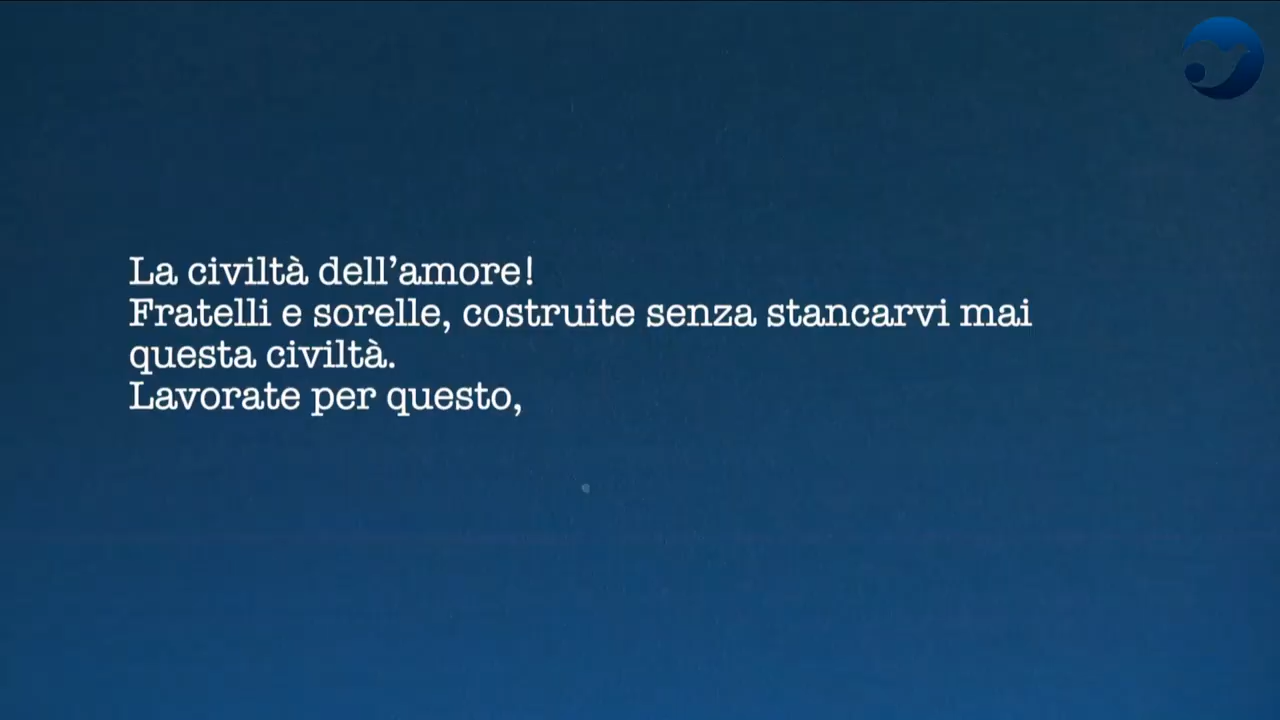 La civiltà dell’amore!
Fratelli e sorelle, costruite senza stancarvi mai
questa civiltà.
Lavorate per questo,